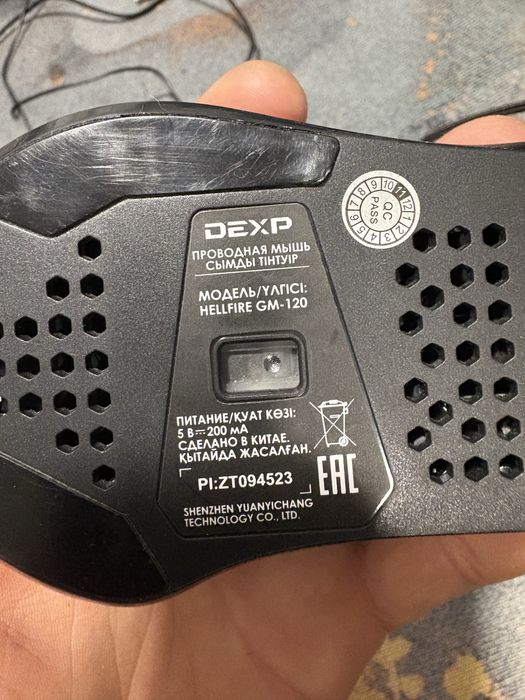 DEXP
ПРОВОДНАЯ МЫШЬ
СЫМДЫ ТІНТУІР
МОДЕЛЬ/ҮЛГІСІ:
HELLFIRE GM-120
1 2 3 4 5 6 7 8 9 10 11 12
QC
PASS
ПИТАНИЕ/ҚУАТ КӨЗІ:
5 В⎓200 мА
СДЕЛАНО В КИТАЕ.
ҚЫТАЙДА ЖАСАЛҒАН.
PI:ZT094523
EAC
SHENZHEN YUANYICHANG
TECHNOLOGY CO., LTD.